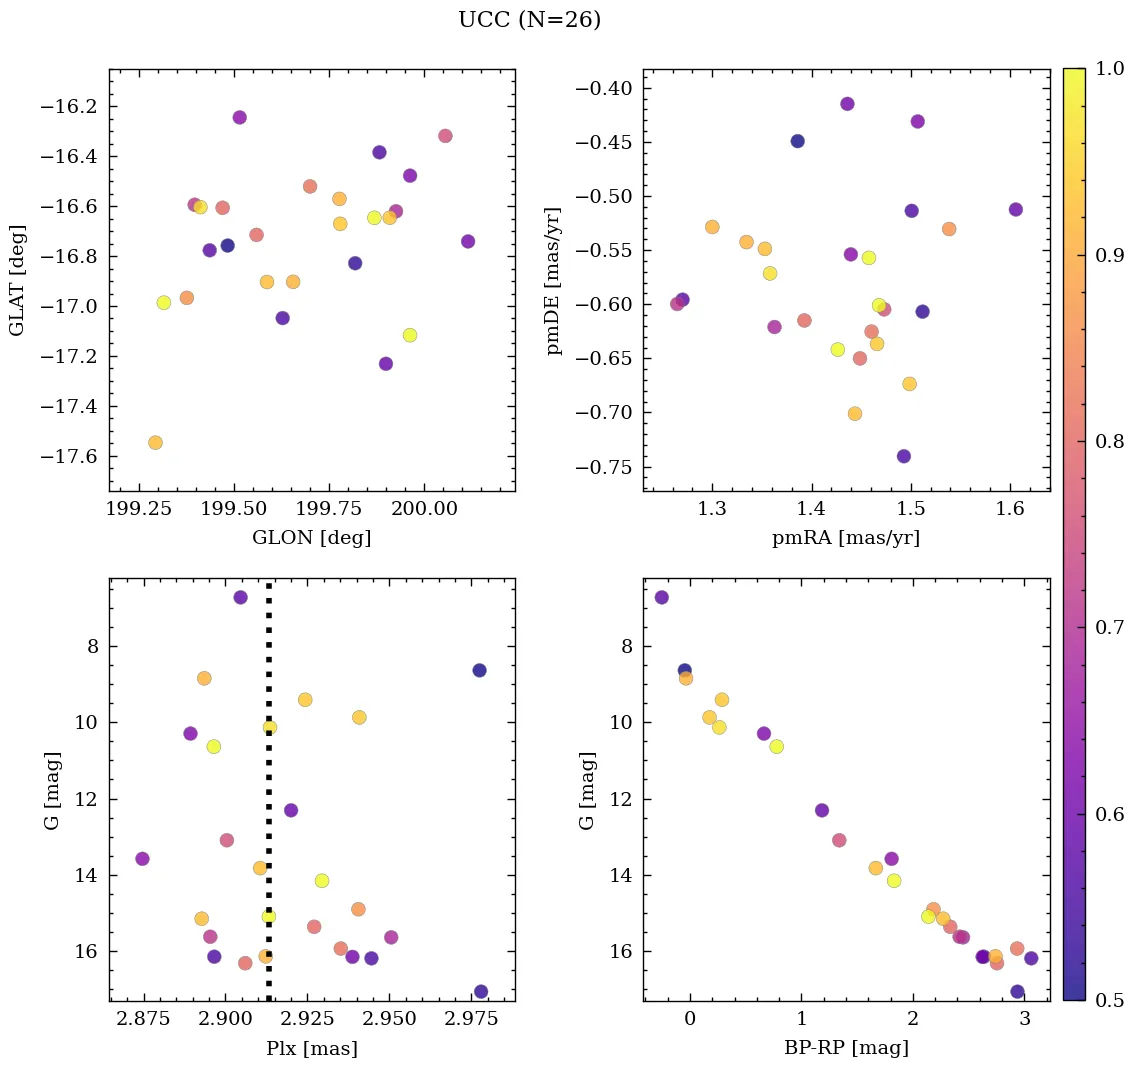 UCC (N=26)
−16.2
−16.4
−16.6
−16.8
−17.0
−17.2
−17.4
−17.6
GLAT [deg]
199.25 199.50 199.75 200.00
GLON [deg]
−0.40
−0.45
−0.50
−0.55
−0.60
−0.65
−0.70
−0.75
pmDE [mas/yr]
1.3 1.4 1.5 1.6
pmRA [mas/yr]
8
10
12
14
16
G [mag]
2.875 2.900 2.925 2.950 2.975
Plx [mas]
8
10
12
14
16
G [mag]
0 1 2 3
BP-RP [mag]
1.0
0.9
0.8
0.7
0.6
0.5